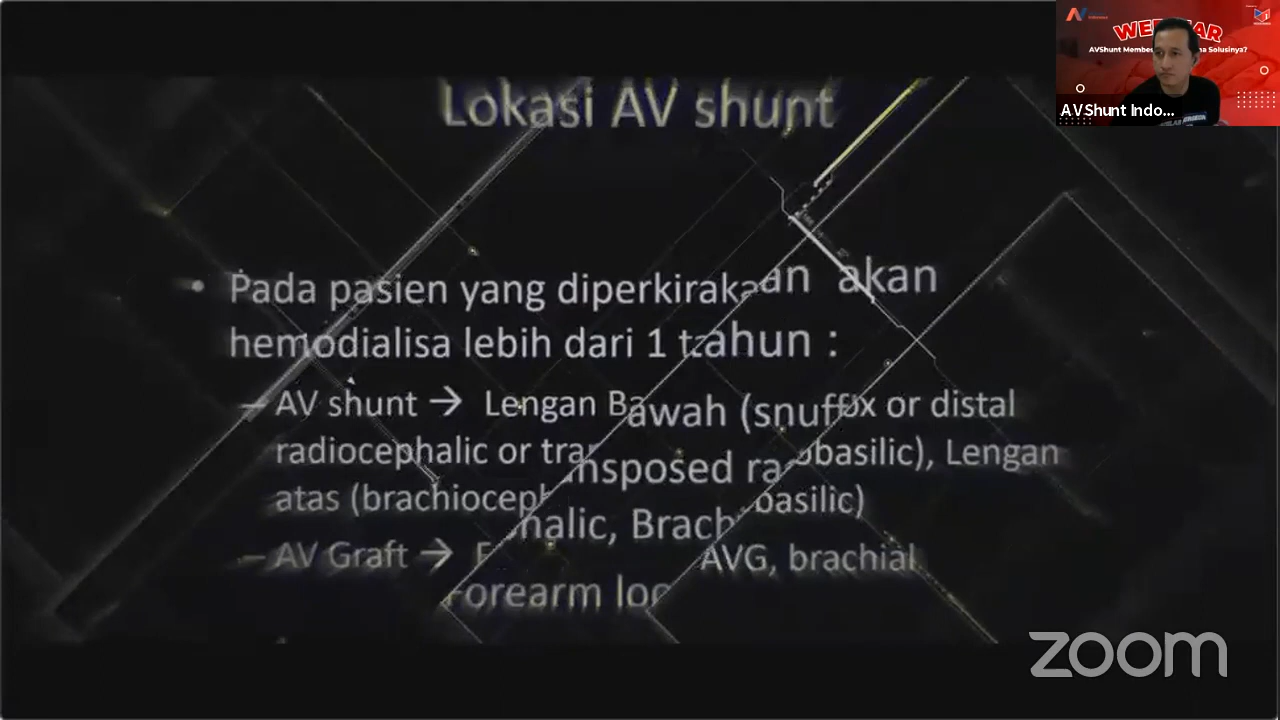 Lokasi AV shunt
• Pada pasien yang diperkirakan akan
hemodialisa lebih dari 1 tahun :
– AV shunt → Lengan Bawah (snuffbox or distal
radiocephalic or transposed radiobasilic), Lengan
atas (brachiocephalic, Brachiobasilic)
– AV Graft → Forearm loop AVG, brachial
WEBINAR
AVShunt Indo...
zoom